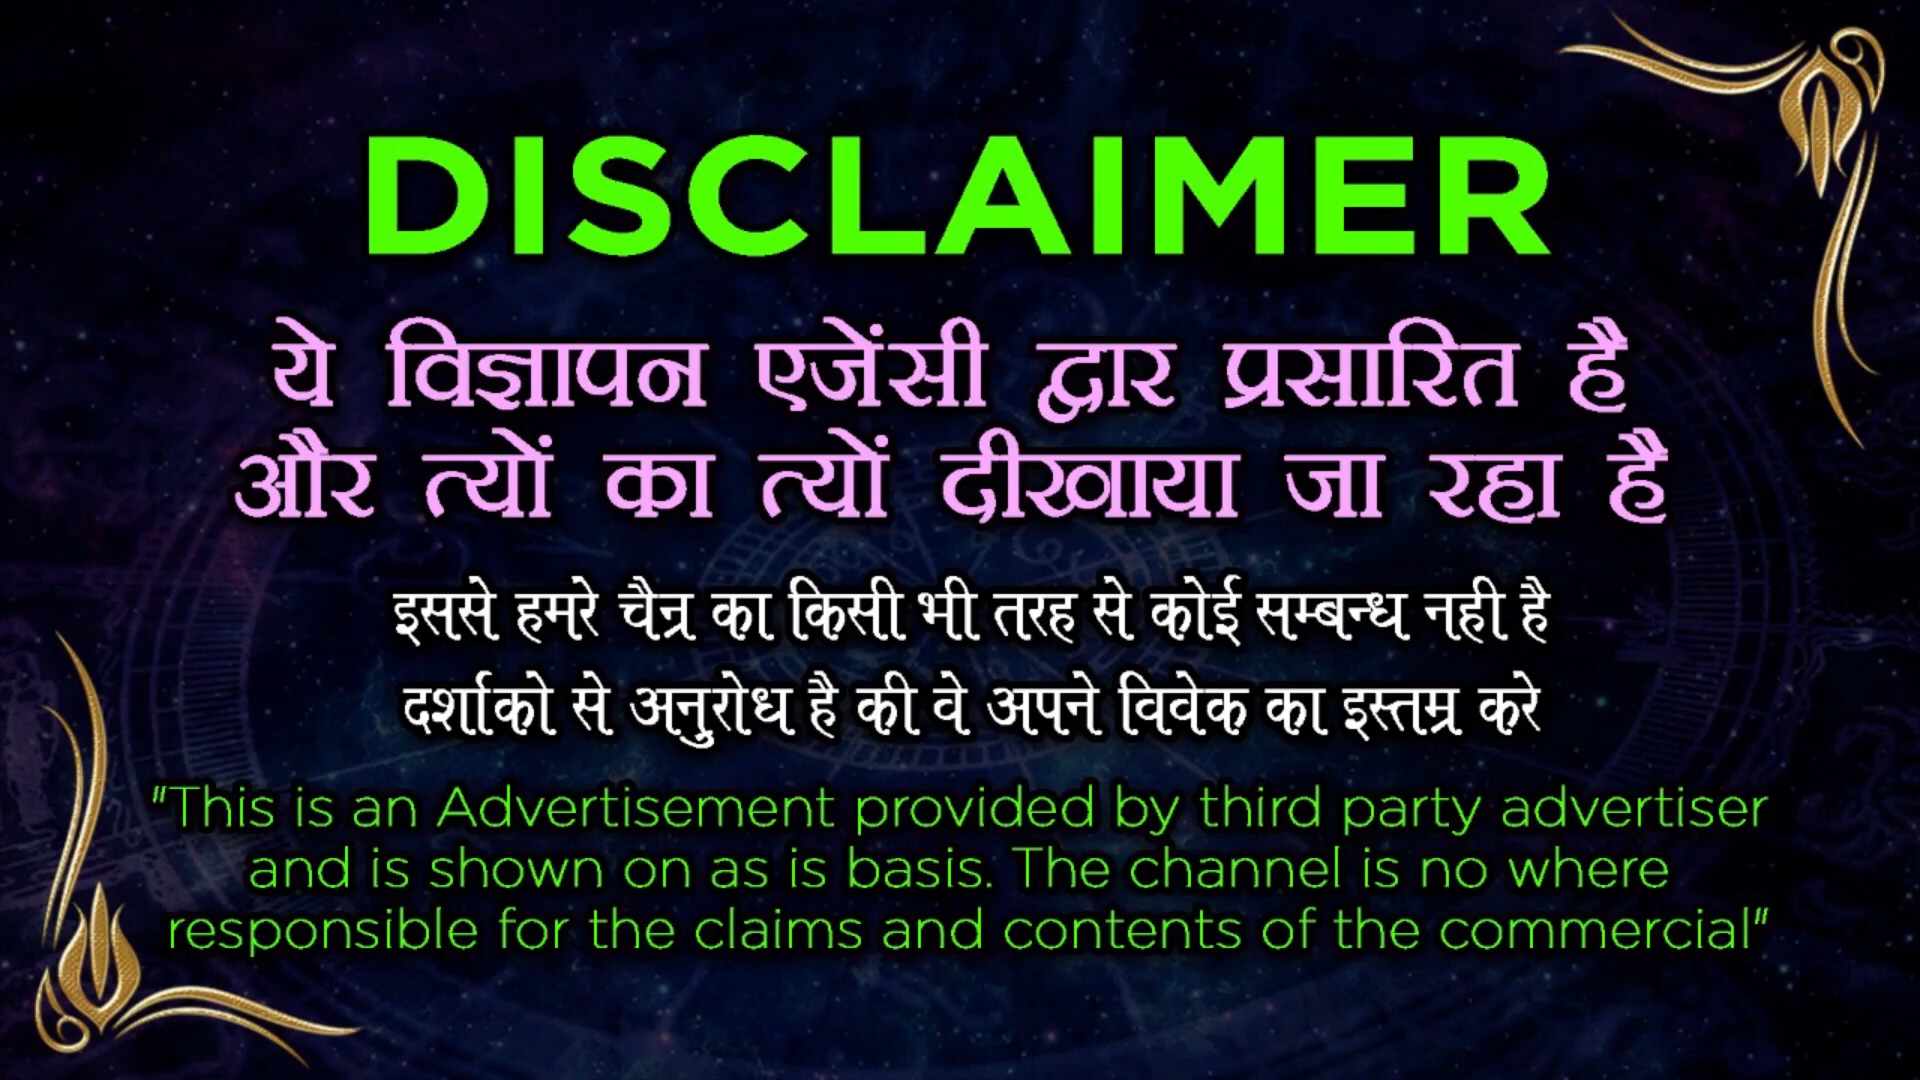 DISCLAIMER
ये विज्ञापन एजेंसी द्वार प्रसारित है
और त्यों का त्यों दीखाया जा रहा है
इससे हमरे चैन्र का किसी भी तरह से कोई सम्बन्ध नही है
दर्शाको से अनुरोध है की वे अपने विवेक का इस्तम्र करे
"This is an Advertisement provided by third party advertiser
and is shown on as is basis. The channel is no where
responsible for the claims and contents of the commercial"